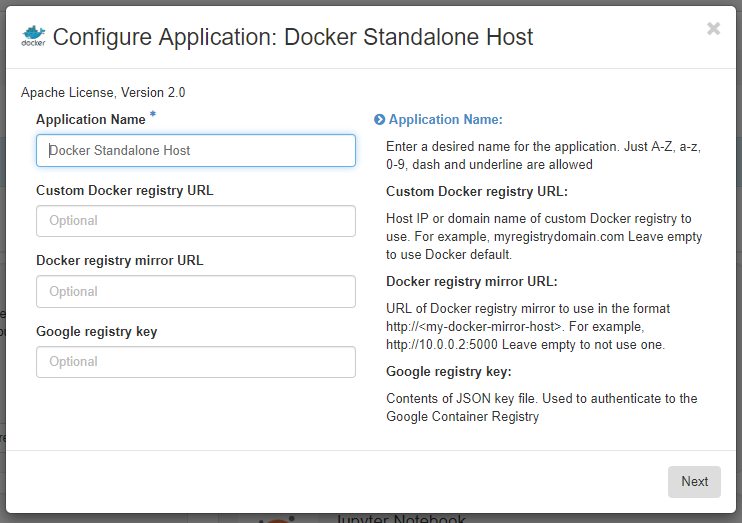 docker
Configure Application: Docker Standalone Host
×
Apache License, Version 2.0
Application Name *
Docker Standalone Host
Custom Docker registry URL
Optional
Docker registry mirror URL
Optional
Google registry key
Optional
Application Name:
Enter a desired name for the application. Just A-Z, a-z,
0-9, dash and underline are allowed
Custom Docker registry URL:
Host IP or domain name of custom Docker registry to
use. For example, myregistrydomain.com Leave empty
to use Docker default.
Docker registry mirror URL:
URL of Docker registry mirror to use in the format
http://<my-docker-mirror-host>. For example,
http://10.0.0.2:5000 Leave empty to not use one.
Google registry key:
Contents of JSON key file. Used to authenticate to the
Google Container Registry
Next
Jupyter Notebook